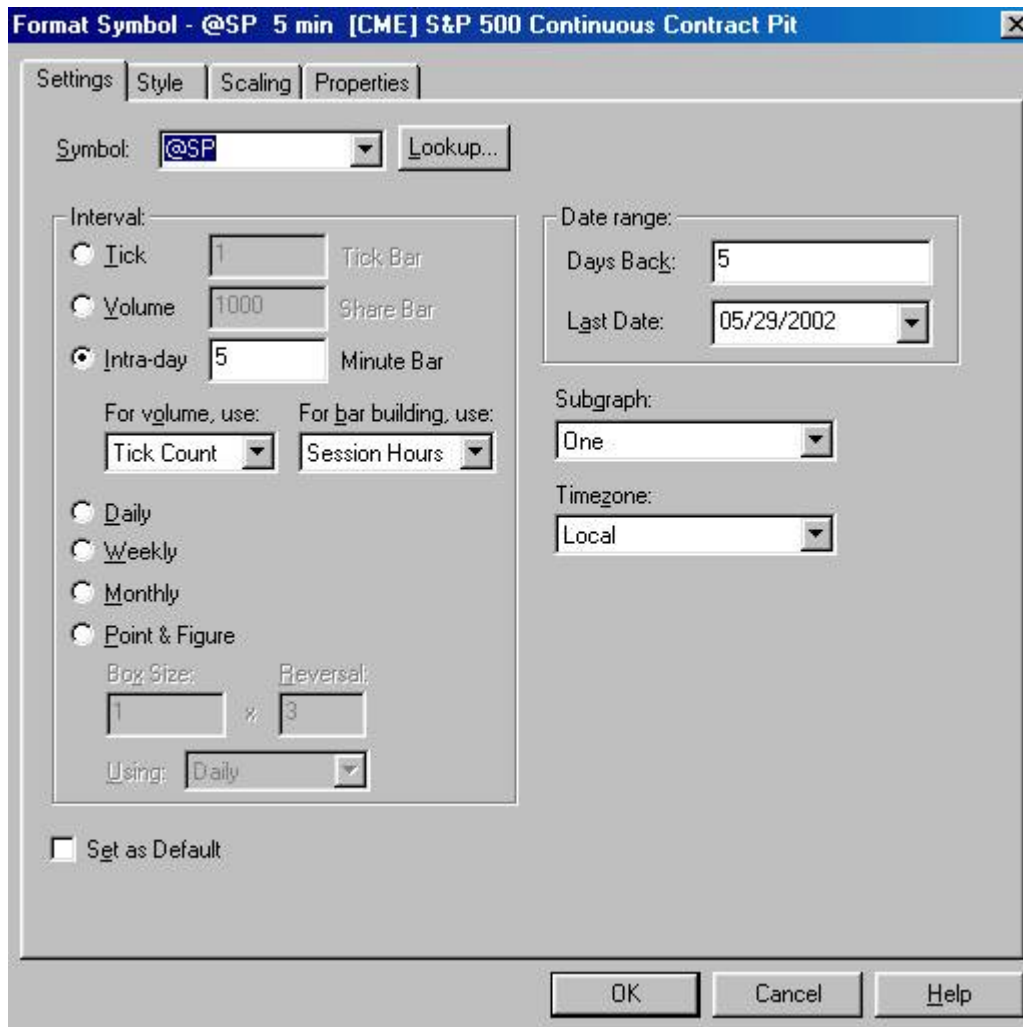 Format Symbol - @SP 5 min [CME] S&P 500 Continuous Contract Pit
Settings Style Scaling Properties
Symbol: @SP Lookup...
Interval:
Tick 1 Tick Bar
Volume 1000 Share Bar
Intra-day 5 Minute Bar
For volume, use: For bar building, use:
Tick Count Session Hours
Daily
Weekly
Monthly
Point & Figure
Box Size: Reversal:
1 x 3
Using: Daily
Date range:
Days Back: 5
Last Date: 05/29/2002
Subgraph:
One
Timezone:
Local
Set as Default
OK Cancel Help